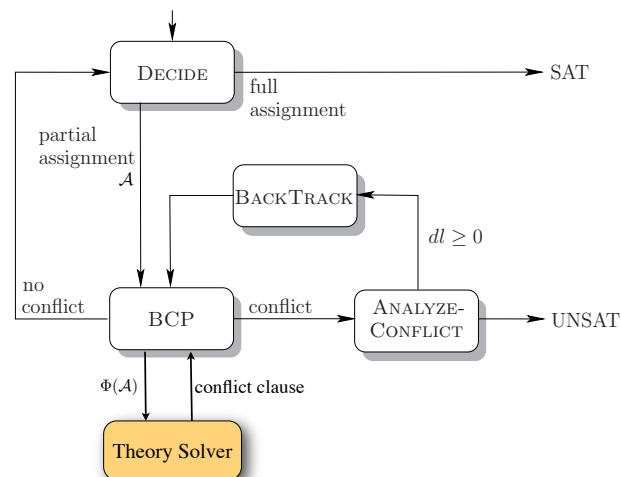 DECIDE
SAT
full
assignment
partial
assignment
𝒜
BACKTRACK
dl ≥ 0
no
conflict
BCP
conflict
ANALYZE-
CONFLICT
UNSAT
Φ(𝒜)
conflict clause
Theory Solver